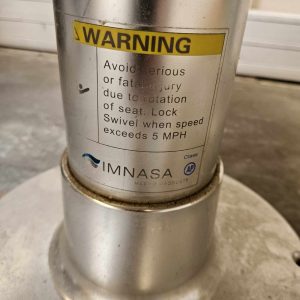 WARNING
Avoid serious
or fatal injury
due to rotation
of seat. Lock
Swivel when speed
exceeds 5 MPH
Class
IMNASA